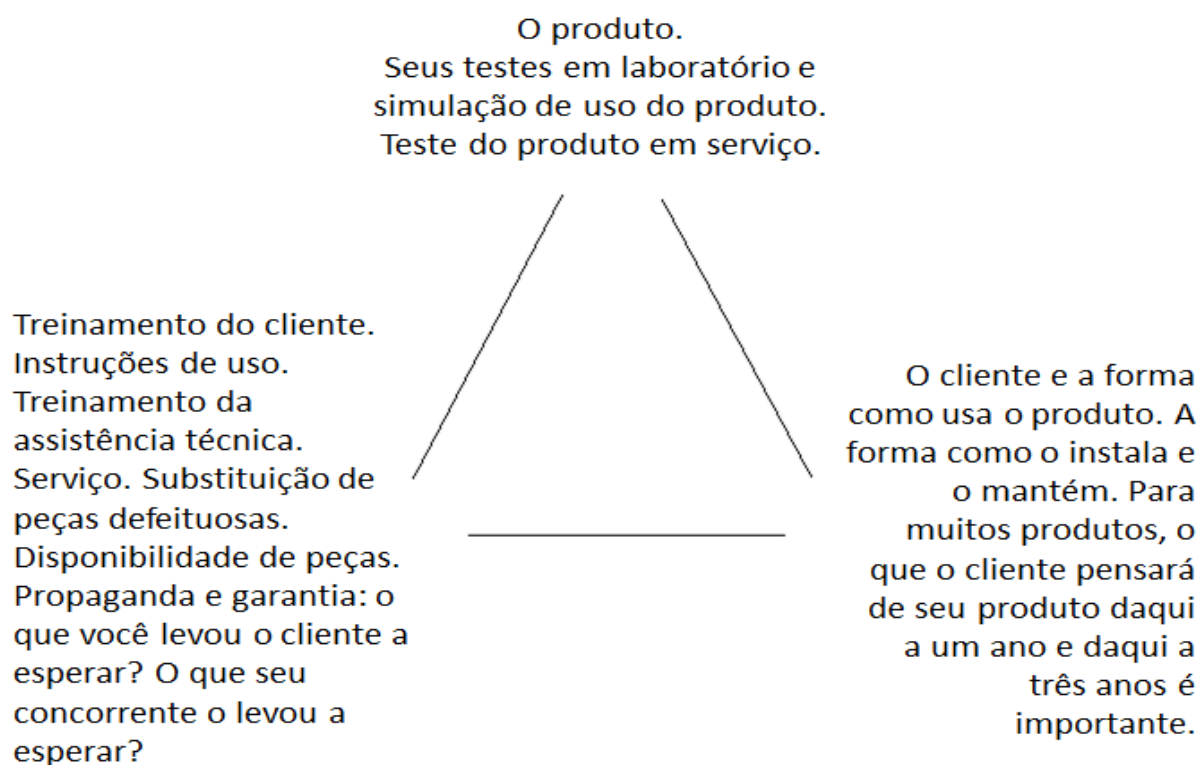 O produto.
Seus testes em laboratório e
simulação de uso do produto.
Teste do produto em serviço.
Treinamento do cliente.
Instruções de uso.
Treinamento da
assistência técnica.
Serviço. Substituição de
peças defeituosas.
Disponibilidade de peças.
Propaganda e garantia: o
que você levou o cliente a
esperar? O que seu
concorrente o levou a
esperar?
O cliente e a forma
como usa o produto. A
forma como o instala e
o mantém. Para
muitos produtos, o
que o cliente pensará
de seu produto daqui
a um ano e daqui a
três anos é
importante.